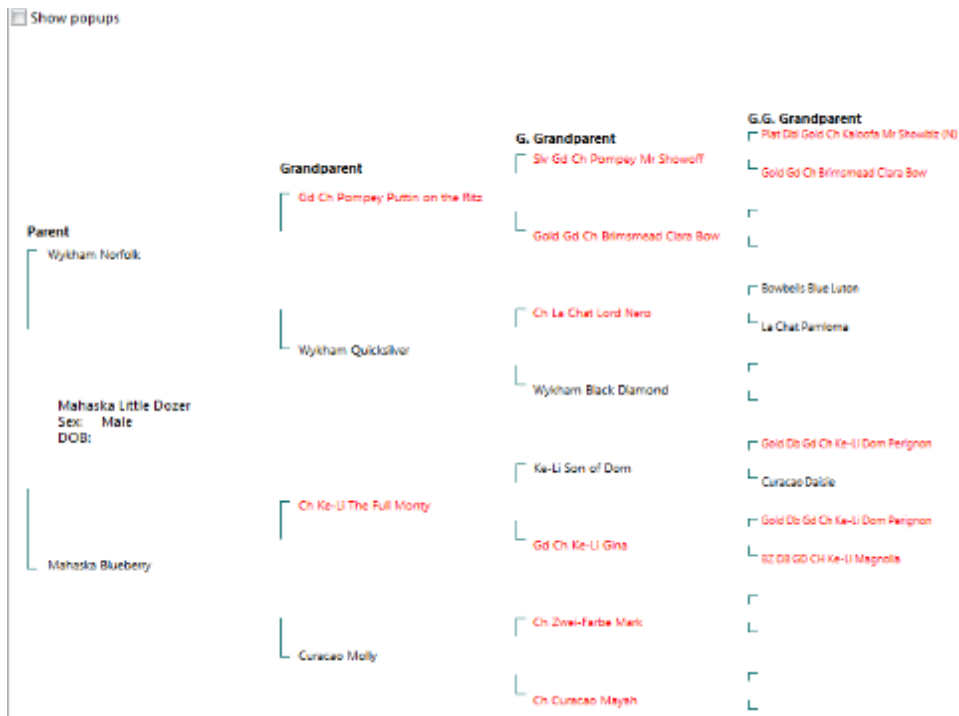 Show popups
G.G. Grandparent
Plat Dbl Gold Ch Kaloofa Mr Showbiz (N)
G. Grandparent
Slv Gd Ch Pompey Mr Showoff
Grandparent
Gold Gd Ch Brimsmead Clara Bow
Gd Ch Pompey Puttin on the Ritz
Parent
Gold Gd Ch Brimsmead Clara Bow
Wykham Norfolk
Bowbells Blue Luton
Ch La Chat Lord Nero
La Chat Pamloma
Wykham Quicksilver
Wykham Black Diamond
Mahaska Little Dozer
Sex: Male
DOB:
Gold Db Gd Ch Ke-Li Dom Perignon
Ke-Li Son of Dom
Curacao Daisie
Ch Ke-Li The Full Monty
Gold Db Gd Ch Ke-Li Dom Perignon
Gd Ch Ke-Li Gina
BZ DB GD CH Ke-Li Magnolia
Mahaska Blueberry
Ch Zwei-Farbe Mark
Curacao Molly
Ch Curacao Mayah